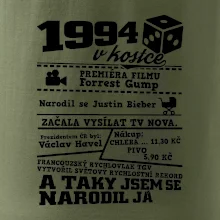 1994
v kostce
PREMIÉRA FILMU
Forrest Gump
Narodil se Justin Bieber
ZAČALA VYSÍLAT TV NOVA.
Prezidentem ČR byl:
Václav Havel
Nákup:
CHLEBA ... 11,30 KČ
PIVO
5,90 KČ
FRANCOUZSKÝ RYCHLOVLAK TGV
VYTVOŘIL SVĚTOVÝ RYCHLOSTNÍ REKORD
A TAKY JSEM SE
NARODIL JÁ